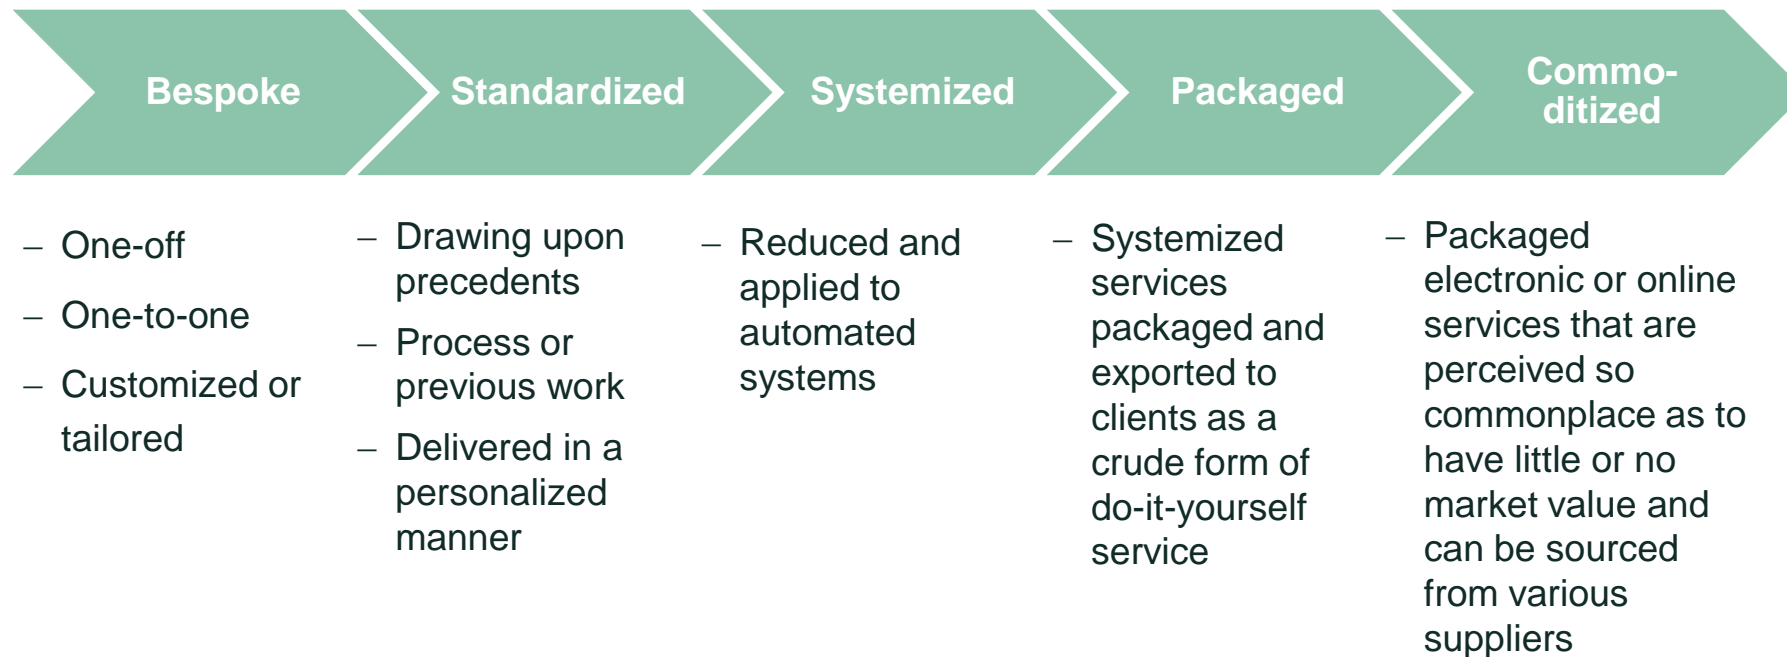 Bespoke
Standardized
Systemized
Packaged
Commo-
ditized
– One-off
– One-to-one
– Customized or
tailored
– Drawing upon
precedents
– Process or
previous work
– Delivered in a
personalized
manner
– Reduced and
applied to
automated
systems
– Systemized
services
packaged and
exported to
clients as a
crude form of
do-it-yourself
service
– Packaged
electronic or online
services that are
perceived so
commonplace as to
have little or no
market value and
can be sourced
from various
suppliers